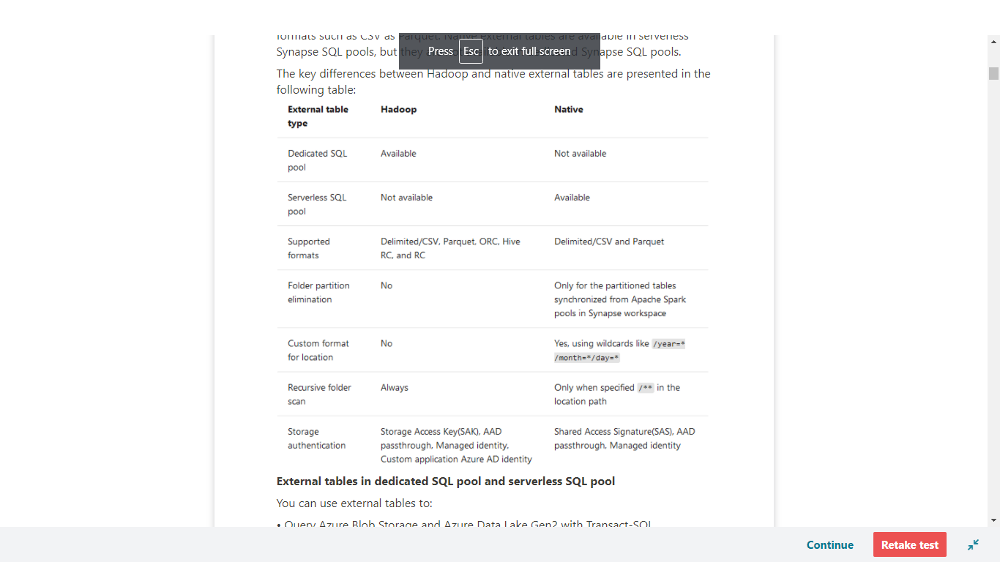 formats such as CSV as Parquet. Native external tables are available in serverless
Synapse SQL pools, but they Synapse SQL pools.
Press Esc to exit full screen
The key differences between Hadoop and native external tables are presented in the
following table:
External table type Hadoop Native
Dedicated SQL pool Available Not available
Serverless SQL pool Not available Available
Supported formats Delimited/CSV, Parquet, ORC, Hive RC, and RC Delimited/CSV and Parquet
Folder partition elimination No Only for the partitioned tables synchronized from Apache Spark pools in Synapse workspace
Custom format for location No Yes, using wildcards like /year=*/month=*/day=*
Recursive folder scan Always Only when specified /** in the location path
Storage authentication Storage Access Key(SAK), AAD passthrough, Managed identity, Custom application Azure AD identity Shared Access Signature(SAS), AAD passthrough, Managed identity
External tables in dedicated SQL pool and serverless SQL pool
You can use external tables to:
• Query Azure Blob Storage and Azure Data Lake Gen2 with Transact-SQL
Continue Retake test